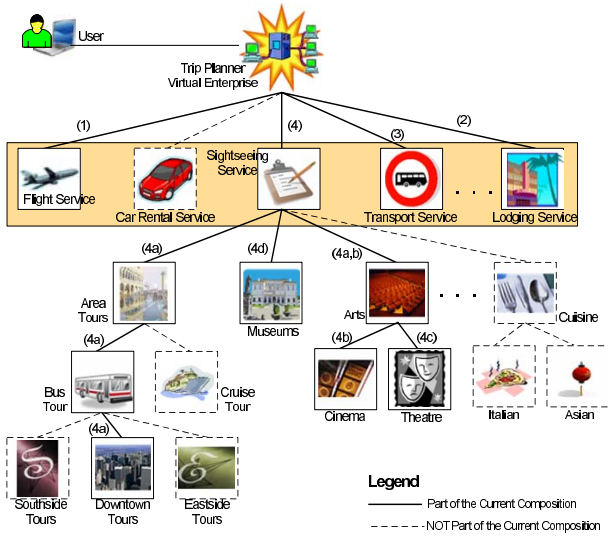 User
Trip Planner
Virtual Enterprise
(1)
(4)
(3)
(2)
Sightseeing
Service
Flight Service
Car Rental Service
Transport Service
. . .
Lodging Service
(4a)
(4d)
(4a,b)
Area
Tours
Museums
Arts
. . .
Cuisine
(4a)
(4b)
(4c)
Bus
Tour
Cruise
Tour
Cinema
Theatre
Italian
Asian
(4a)
Southside
Tours
Downtown
Tours
Eastside
Tours
Legend
Part of the Current Composition
NOT Part of the Current Composition